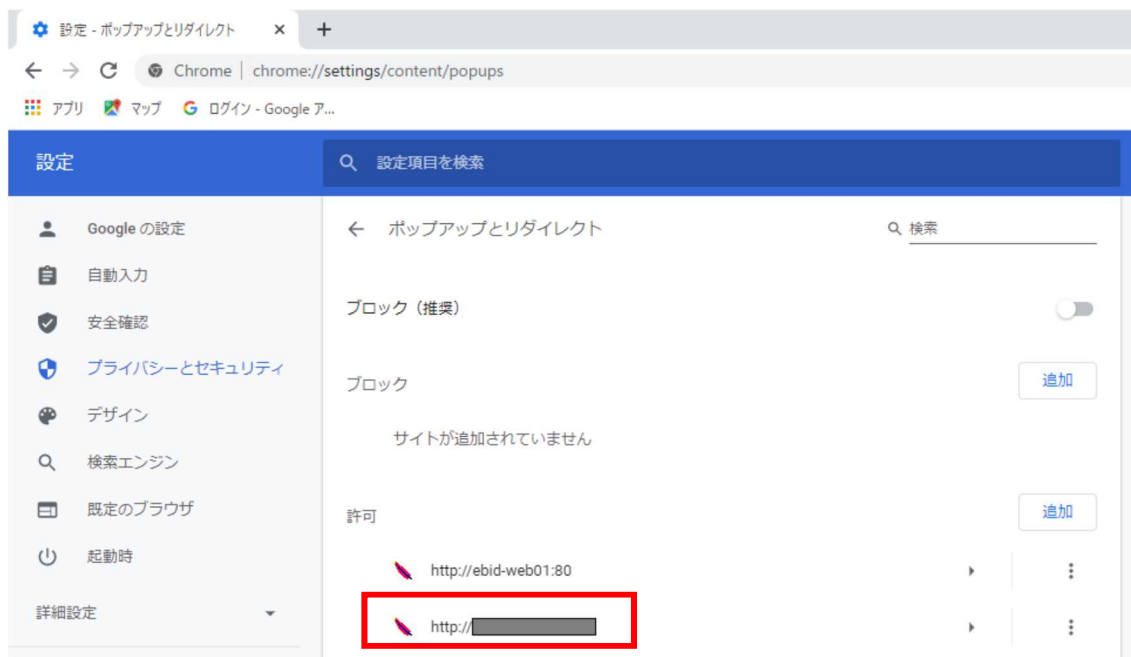 設定 - ポップアップとリダイレクト
Chrome | chrome://settings/content/popups
アプリ マップ ログイン - Google ア...
設定
設定項目を検索
Google の設定
自動入力
安全確認
プライバシーとセキュリティ
デザイン
検索エンジン
既定のブラウザ
起動時
詳細設定
ポップアップとリダイレクト
検索
ブロック（推奨）
ブロック
追加
サイトが追加されていません
許可
追加
http://ebid-web01:80
http://